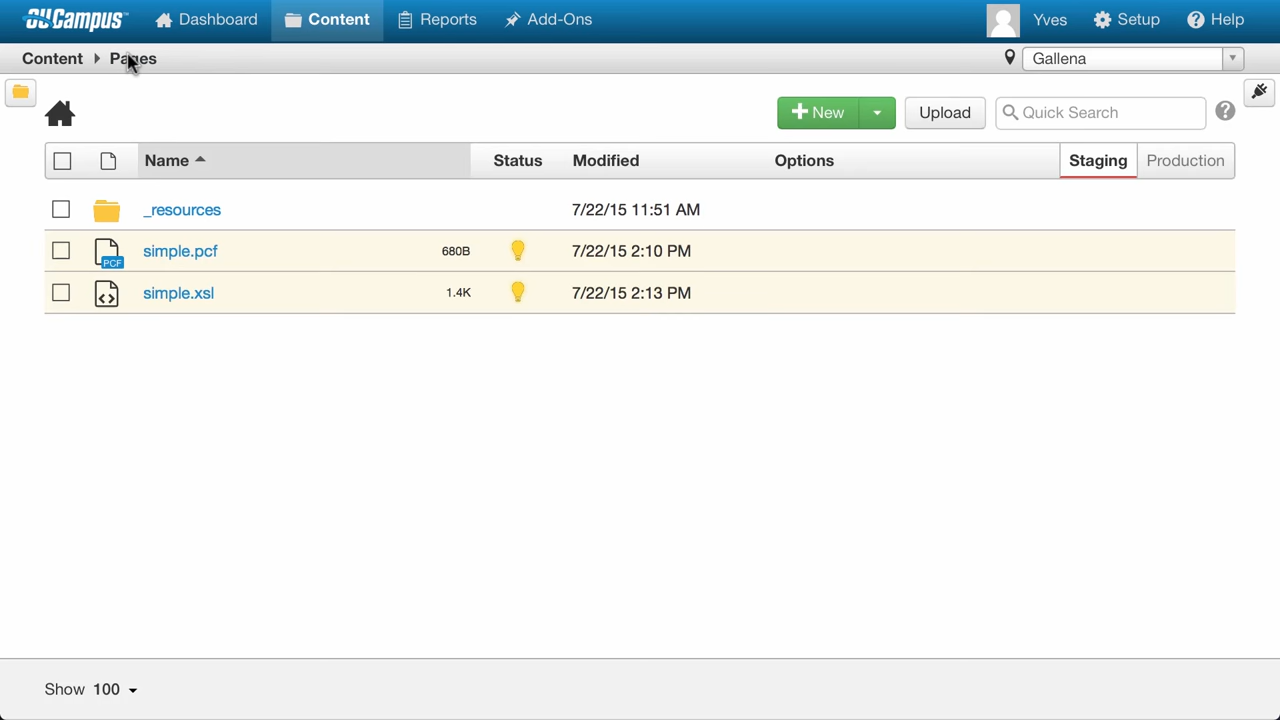 OU Campus™ Dashboard Content Reports Add-Ons Yves Setup Help
Content Pages Gallena
New Upload Quick Search
Name Status Modified Options Staging Production
_resources 7/22/15 11:51 AM
PCF simple.pcf 680B 7/22/15 2:10 PM
simple.xsl 1.4K 7/22/15 2:13 PM
Show 100